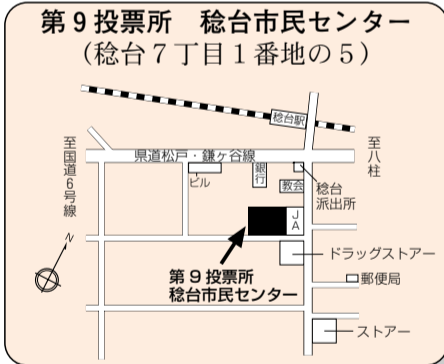 第９投票所　稔台市民センター
（稔台７丁目１番地の５）
稔台駅
至国道6号線
県道松戸・鎌ヶ谷線
至八柱
ビル
銀行
教会
稔台
派出所
JA
N
ドラッグストアー
第９投票所
稔台市民センター
郵便局
ストアー